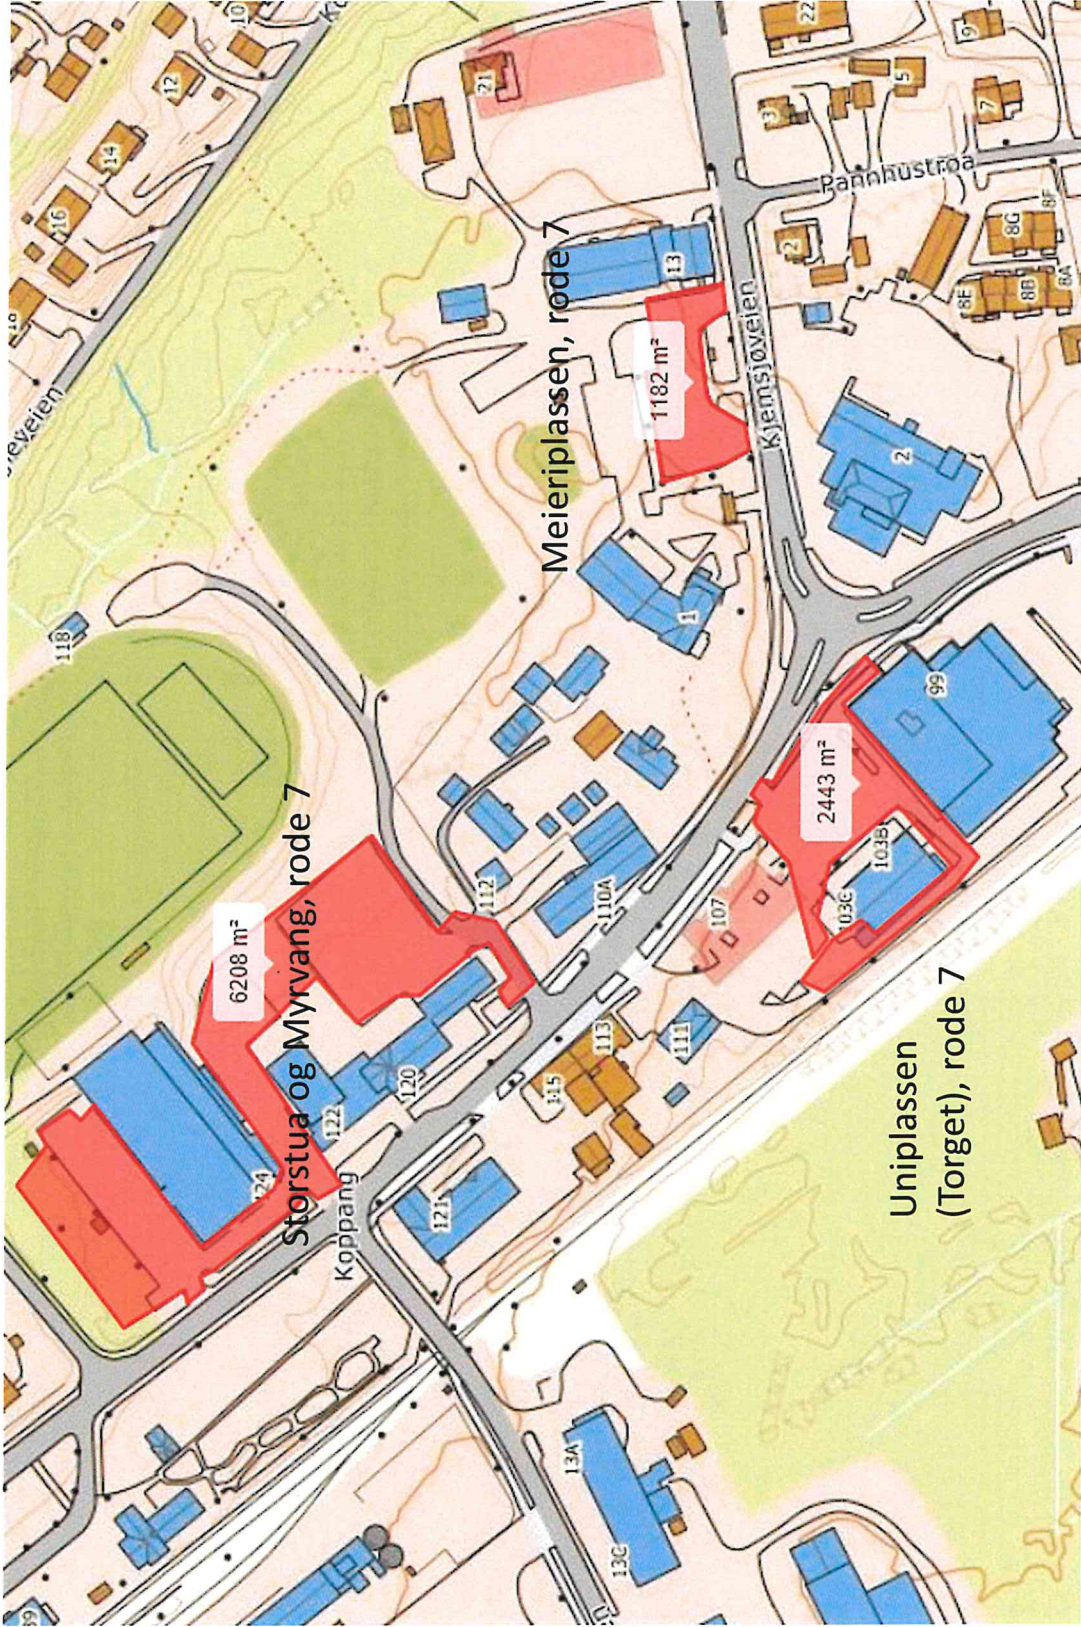 118
16
14
12
10
6208 m²
24
Storstua og Myrvang, rode 7
122
Koppang
120
121
112
21
Meieriplassen, rode 7
13A
115
113
110A
13C
111
1182 m²
13
1
107
Kjemsjøveien
3
2
22
2443 m²
Pannhustroa
103C
103B
5
2
Uniplassen
(Torget), rode 7
99
8E
9
7
8G
8B
8F
8A